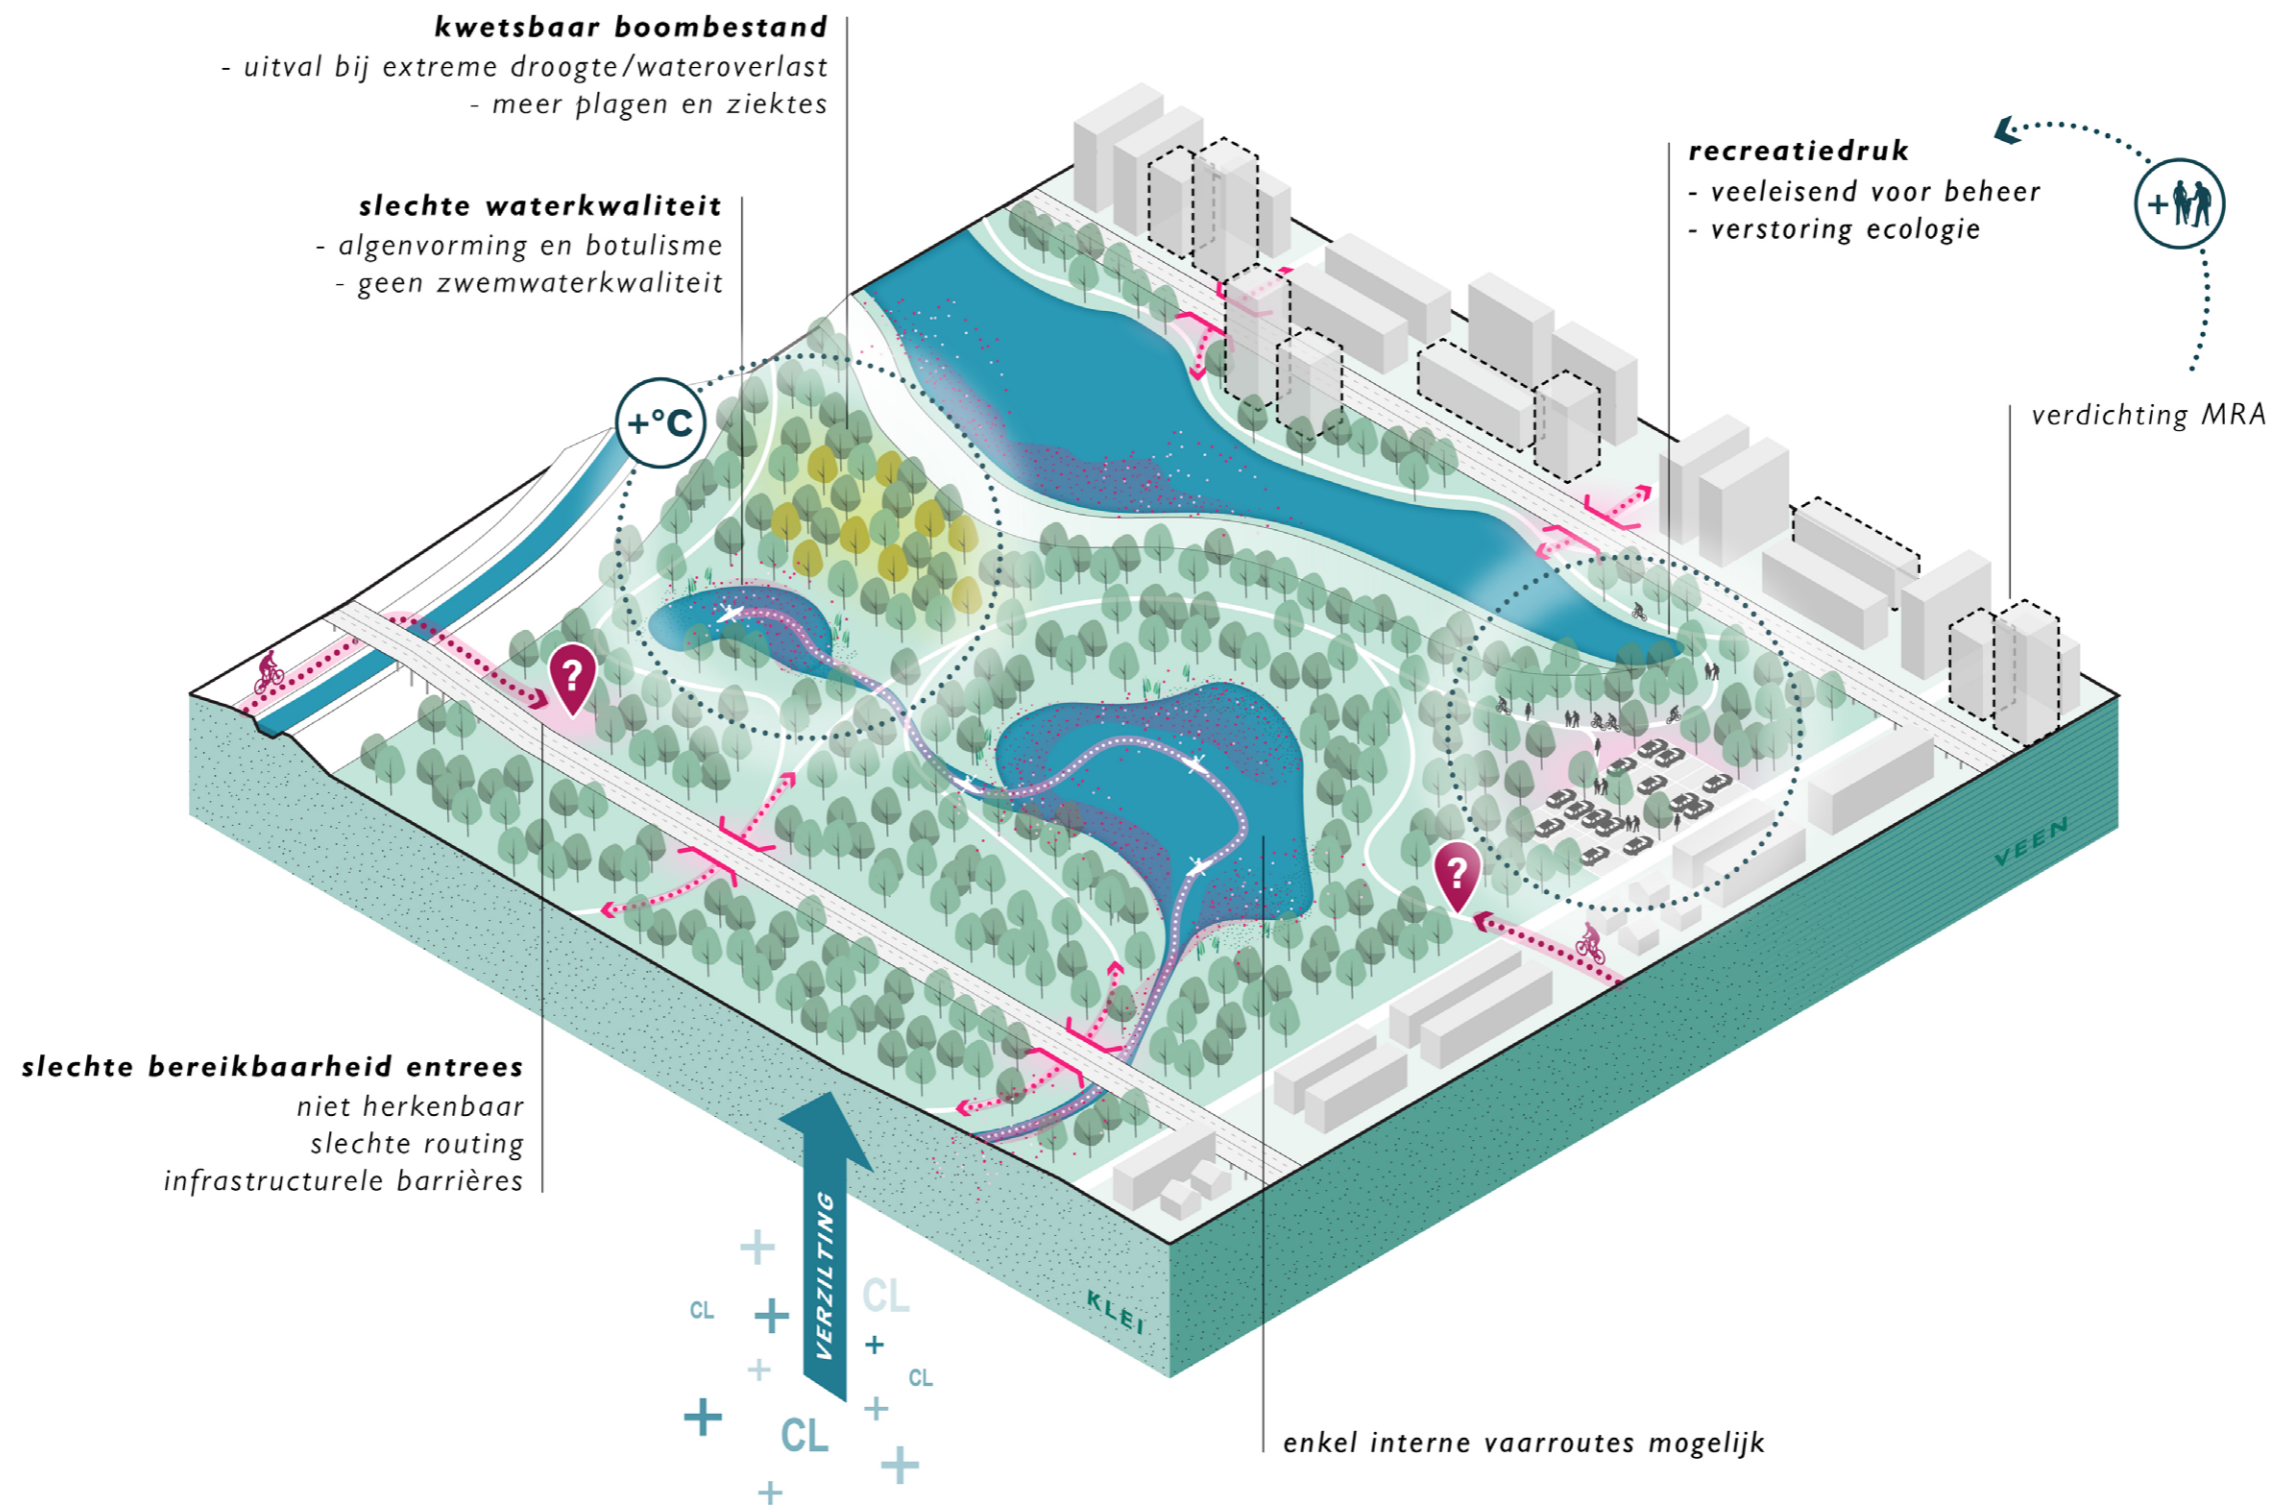 kwetsbaar boombestand
- uitval bij extreme droogte/wateroverlast
- meer plagen en ziektes
slechte waterkwaliteit
- algenvorming en botulisme
- geen zwemwaterkwaliteit
recreatiedruk
- veeleisend voor beheer
- verstoring ecologie
+
verdichting MRA
+°C
?
?
VEEN
slechte bereikbaarheid entrees
niet herkenbaar
slechte routing
infrastructurele barrières
VERZILTING
KLEI
+
CL
CL
+
+
+
CL
+
+
CL
+
+
enkel interne vaarroutes mogelijk